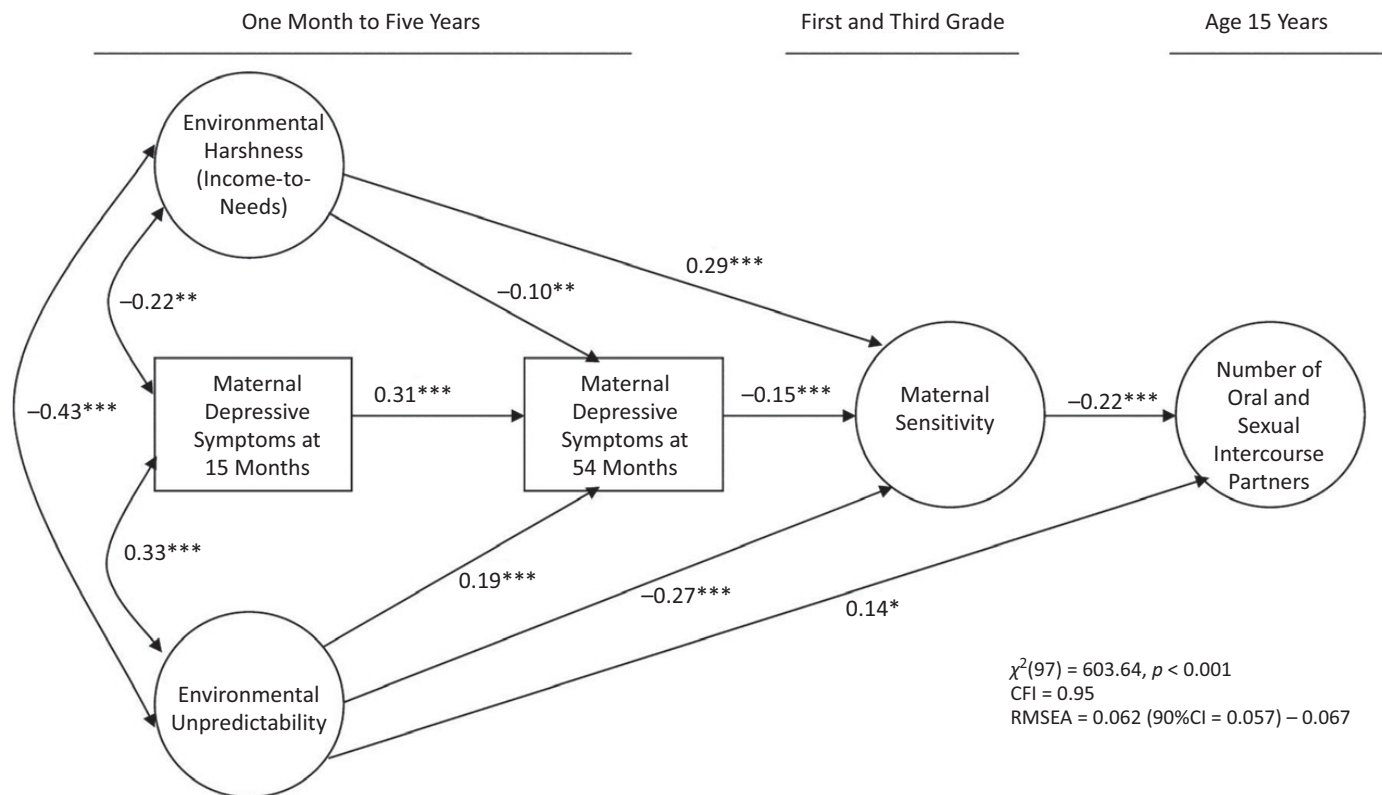 One Month to Five Years
First and Third Grade
Age 15 Years
Environmental
Harshness
(Income-to-
Needs)
0.29***
–0.10**
–0.22**
–0.43***
Maternal
Depressive
Symptoms at
15 Months
0.31***
Maternal
Depressive
Symptoms at
54 Months
–0.15***
Maternal
Sensitivity
–0.22***
Number of
Oral and
Sexual
Intercourse
Partners
0.33***
0.19***
–0.27***
0.14*
Environmental
Unpredictability
χ²(97) = 603.64, p < 0.001
CFI = 0.95
RMSEA = 0.062 (90%CI = 0.057) – 0.067